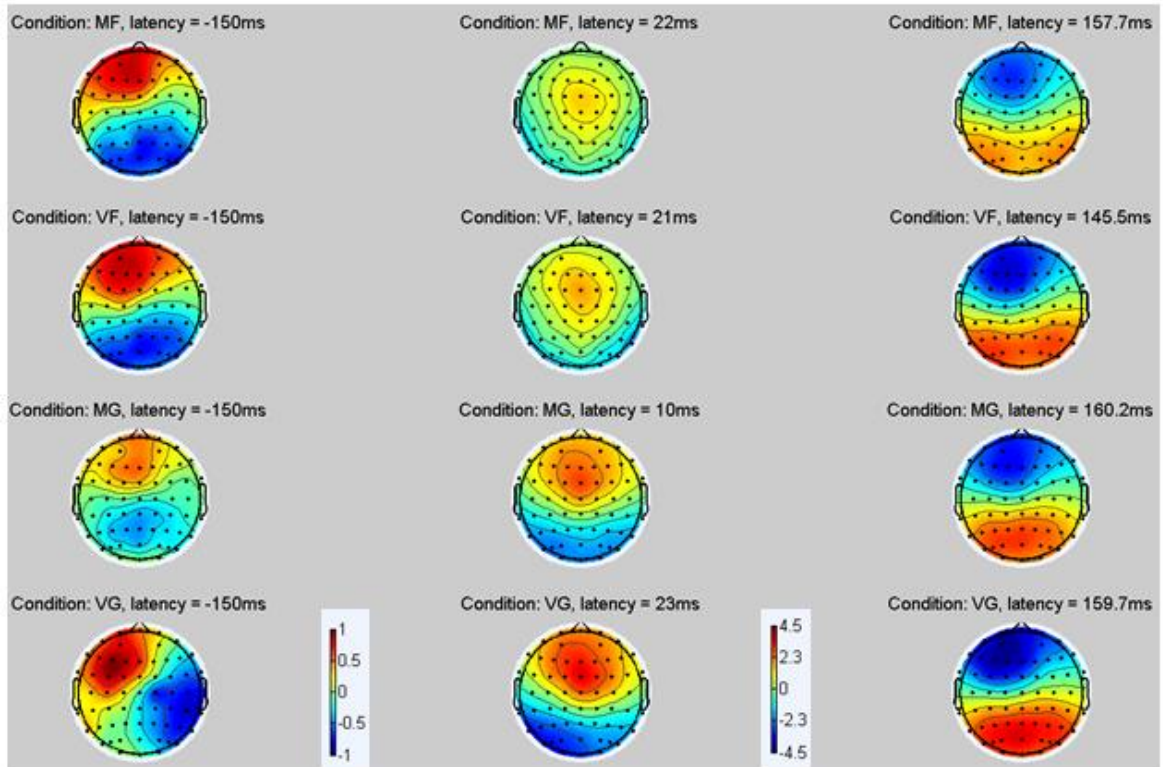 Condition: MF, latency = -150ms
22ms
Condition: MF, latency =
157.7ms
Condition: MF, latency =
Condition: VF, latency = -150ms
Condition: VF, latency =
21ms
Condition: VF, latency =
145.5ms
Condition: MG, latency = -150ms
Condition: MG, latency =
10ms
Condition: MG, latency =
160.2ms
Condition: VG, latency = -150ms
Condition: VG, latency =
23ms
Condition: VG, latency =
159.7ms
1
0.5
0
-0.5
-1
4.5
2.3
0
-2.3
-4.5